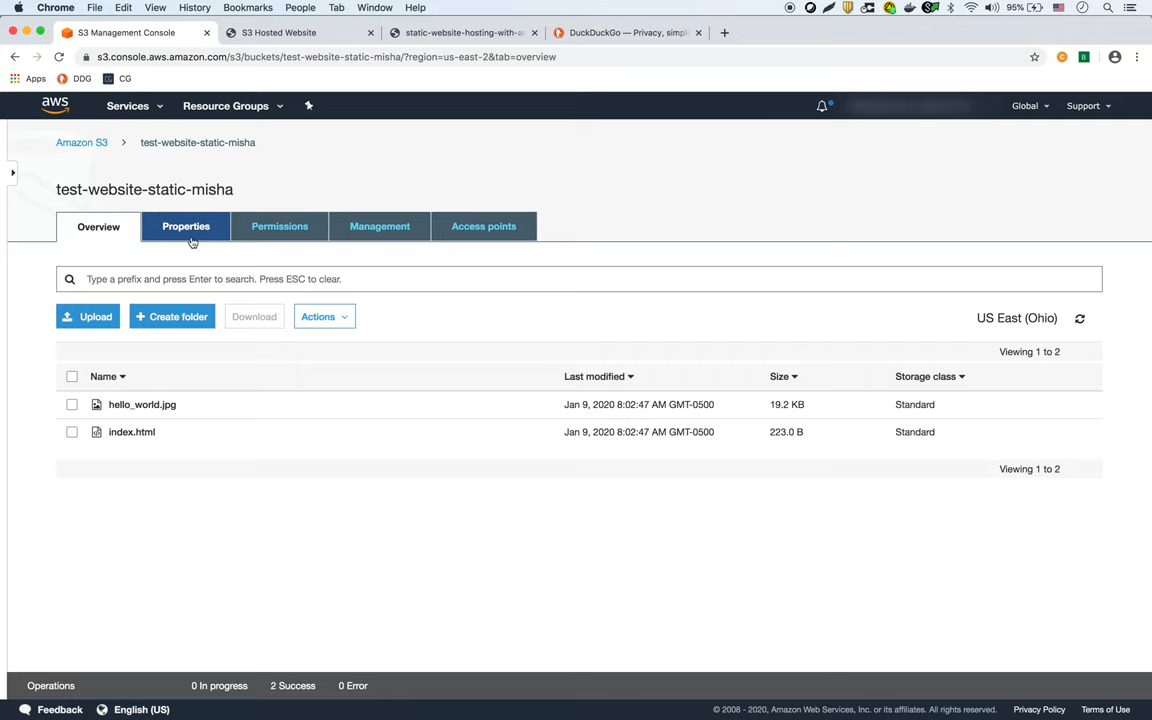 Chrome File Edit View History Bookmarks People Tab Window Help 95%
S3 Management Console S3 Hosted Website static-website-hosting-with-a DuckDuckGo — Privacy, simpl
s3.console.aws.amazon.com/s3/buckets/test-website-static-misha/?region=us-east-2&tab=overview
Apps DDG CG
aws Services Resource Groups Global Support
Amazon S3 test-website-static-misha
test-website-static-misha
Overview Properties Permissions Management Access points
Type a prefix and press Enter to search. Press ESC to clear.
Upload Create folder Download Actions US East (Ohio)
Viewing 1 to 2
Name Last modified Size Storage class
hello_world.jpg Jan 9, 2020 8:02:47 AM GMT-0500 19.2 KB Standard
index.html Jan 9, 2020 8:02:47 AM GMT-0500 223.0 B Standard
Viewing 1 to 2
Operations 0 In progress 2 Success 0 Error
Feedback English (US) © 2008 - 2020, Amazon Web Services, Inc. or its affiliates. All rights reserved. Privacy Policy Terms of Use